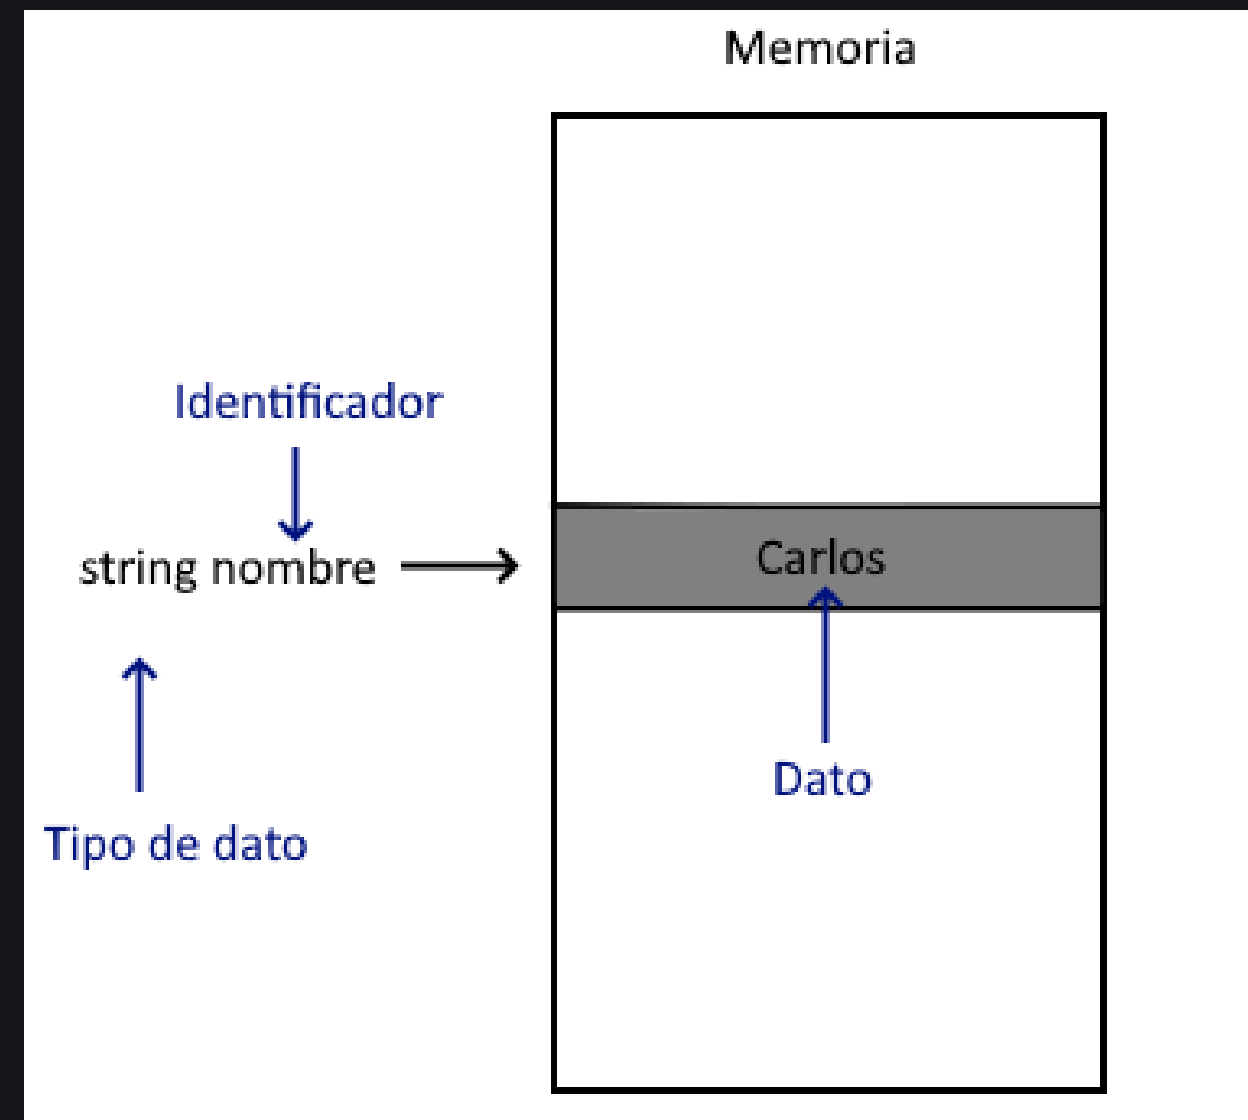 Memoria
Identificador
string nombre
Carlos
Dato
Tipo de dato